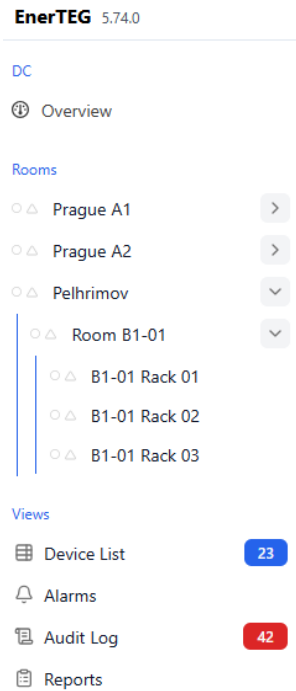 EnerTEG 5.74.0
DC
Overview
Rooms
Prague A1
Prague A2
Pelhrimov
Room B1-01
B1-01 Rack 01
B1-01 Rack 02
B1-01 Rack 03
Views
Device List 23
Alarms
Audit Log 42
Reports